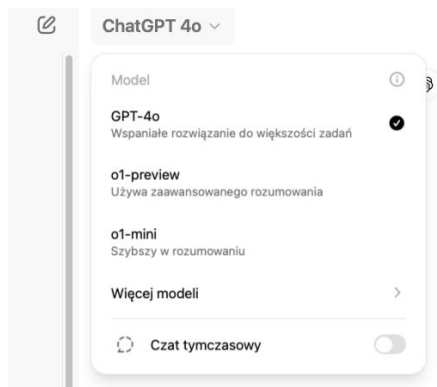 ChatGPT 4o
Model
GPT-4o
Wspaniałe rozwiązanie do większości zadań
o1-preview
Używa zaawansowanego rozumowania
o1-mini
Szybszy w rozumowaniu
Więcej modeli
Czat tymczasowy